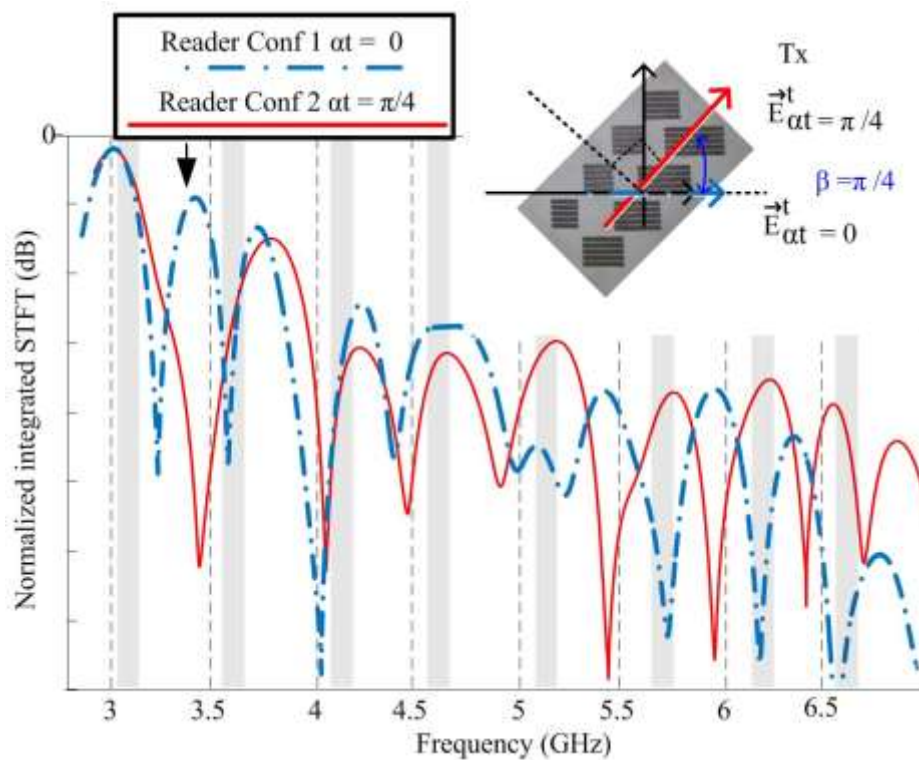 Reader Conf 1 αt = 0
Reader Conf 2 αt = π/4
Tx
E⃗ᵗαt = π /4
β =π /4
E⃗ᵗαt = 0
0
Normalized integrated STFT (dB)
3 3.5 4 4.5 5 5.5 6 6.5
Frequency (GHz)